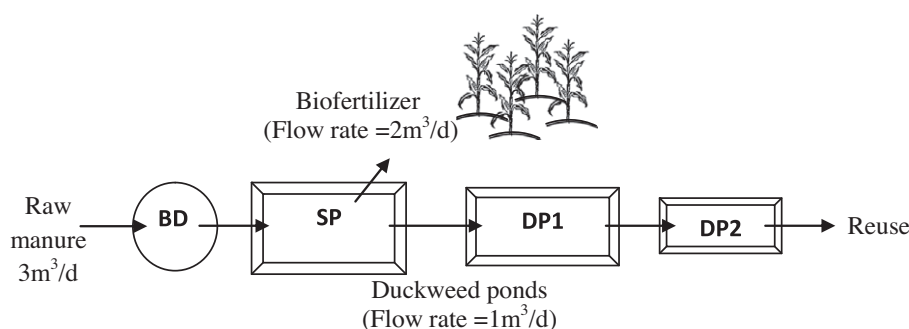 Biofertilizer
(Flow rate =2m³/d)
Raw
manure
3m³/d
BD
SP
DP1
DP2
Reuse
Duckweed ponds
(Flow rate =1m³/d)